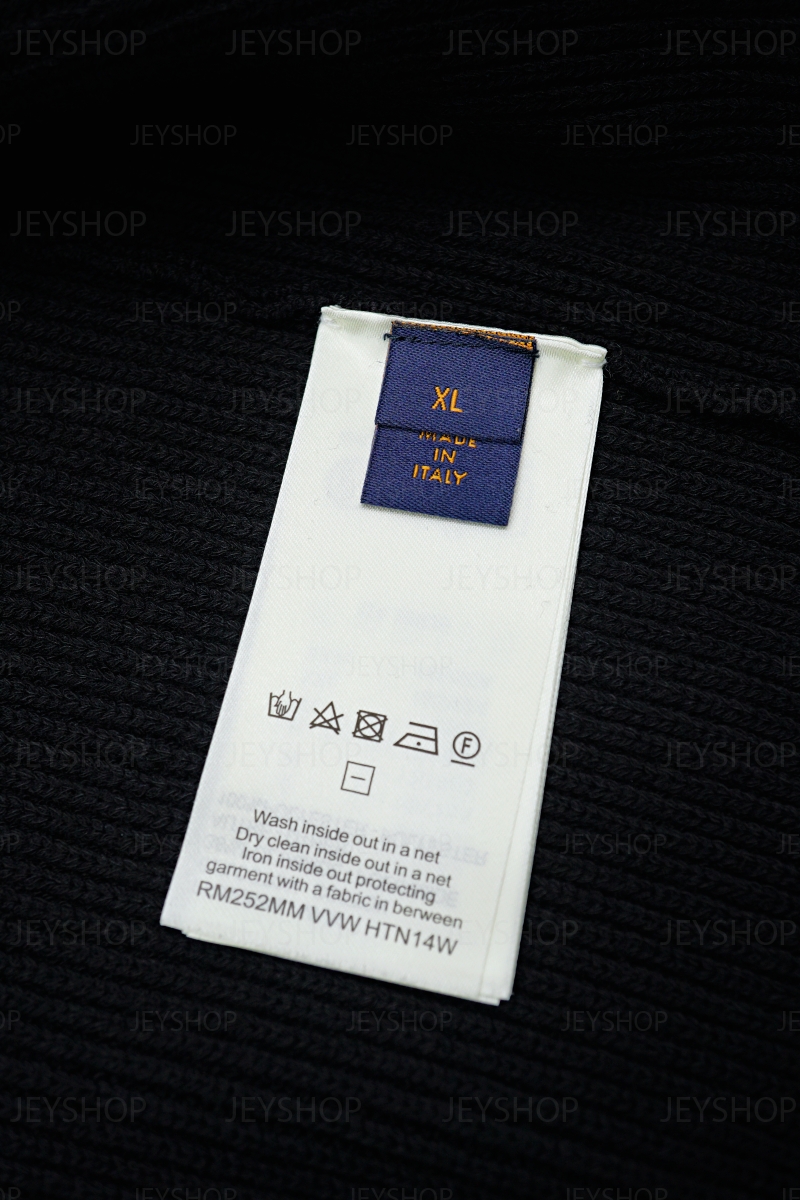 XL
MADE
IN
ITALY
F
Wash inside out in a net
Dry clean inside out in a net
Iron inside out protecting
garment with a fabric in berween
RM252MM VVW HTN14W
JEYSHOP